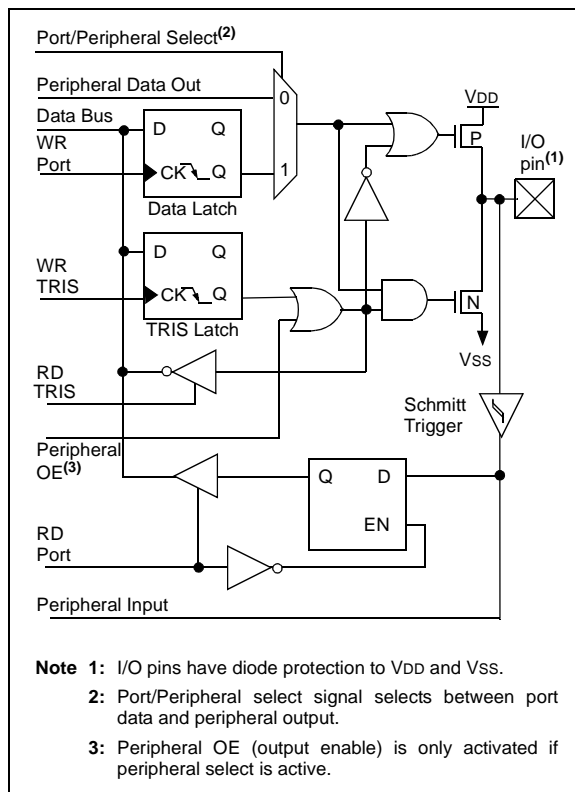 Port/Peripheral Select(2)
Peripheral Data Out
Data Bus
WR
Port
D Q
CK Q
Data Latch
0
1
VDD
P
I/O
pin(1)
WR
TRIS
D Q
CK Q
TRIS Latch
N
VSS
RD
TRIS
Schmitt
Trigger
Peripheral
OE(3)
Q D
EN
RD
Port
Peripheral Input
Note 1: I/O pins have diode protection to VDD and VSS.
2: Port/Peripheral select signal selects between port
data and peripheral output.
3: Peripheral OE (output enable) is only activated if
peripheral select is active.